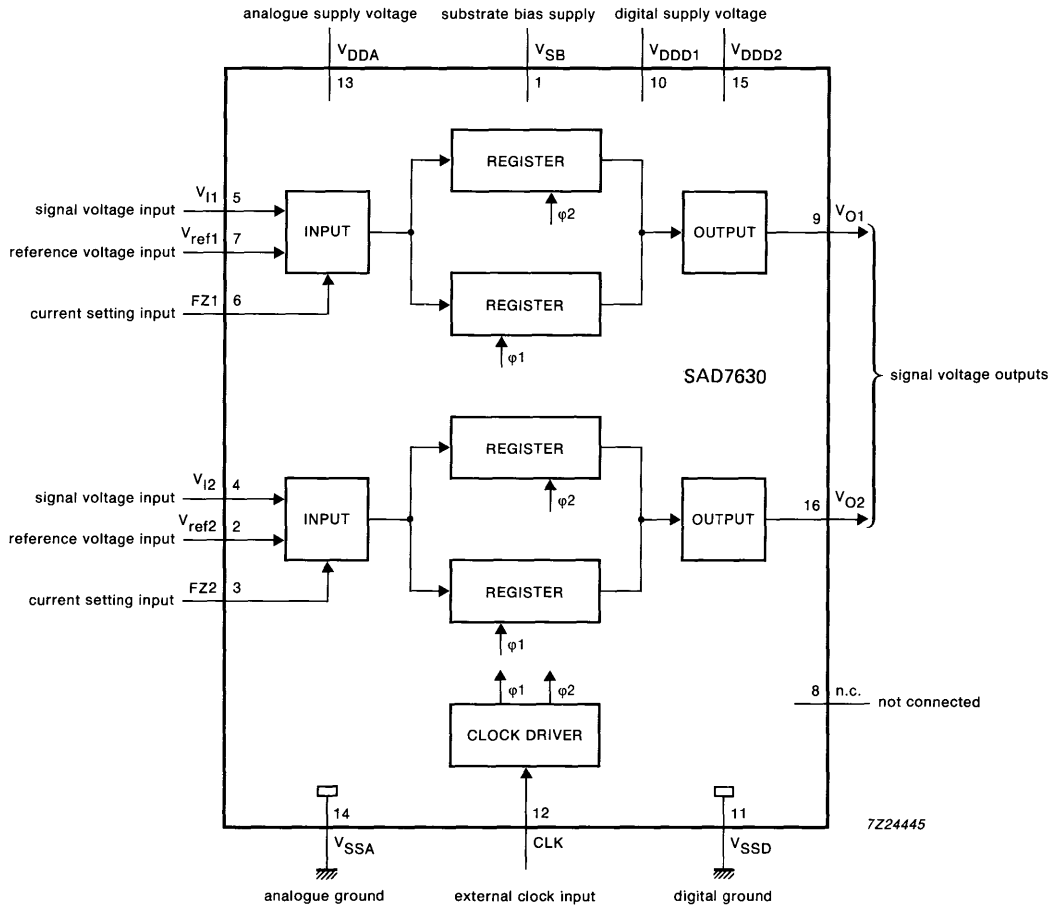 analogue supply voltage substrate bias supply digital supply voltage
VDDA VSB VDDD1 VDDD2
13 1 10 15
REGISTER
φ2
VI1 5
signal voltage input
Vref1 7
reference voltage input
INPUT
OUTPUT
9 VO1
FZ1 6
current setting input
REGISTER
φ1
SAD7630
signal voltage outputs
REGISTER
φ2
VI2 4
signal voltage input
Vref2 2
reference voltage input
INPUT
OUTPUT
16 VO2
FZ2 3
current setting input
REGISTER
φ1
φ1 φ2
8 n.c.
not connected
CLOCK DRIVER
14 12 11
7Z24445
VSSA CLK VSSD
analogue ground external clock input digital ground